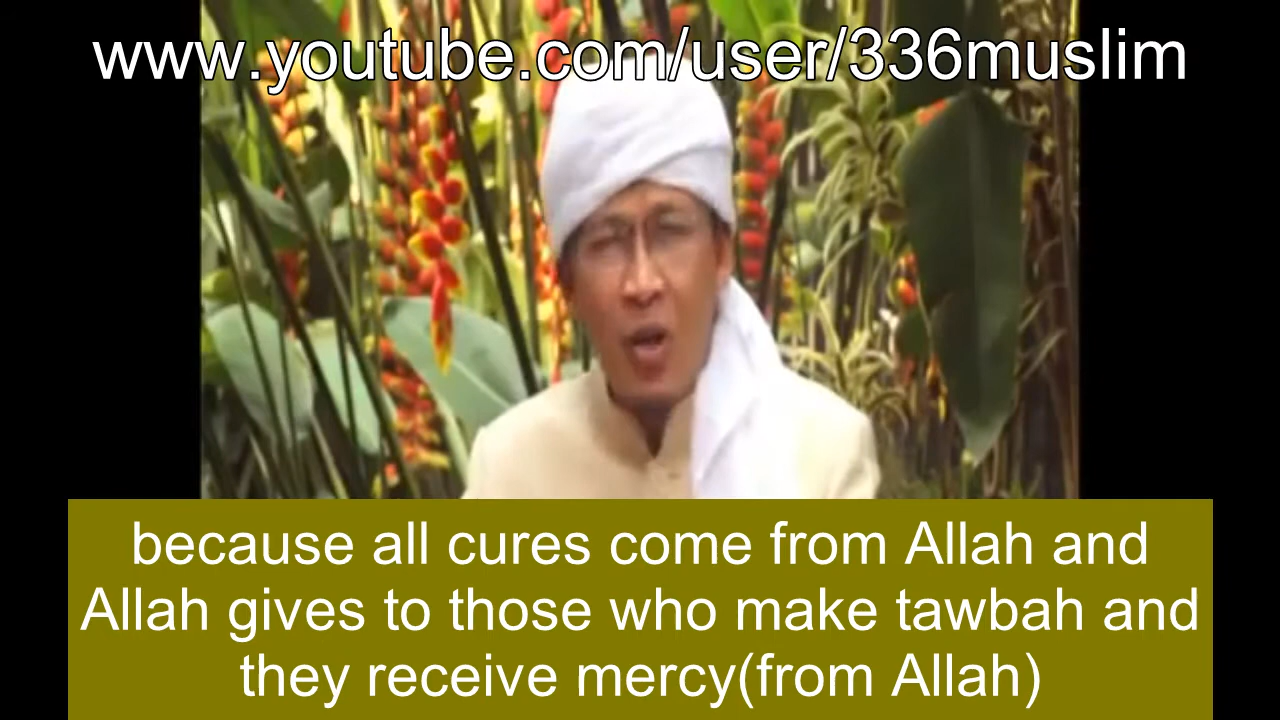 www.youtube.com/user/336muslim
because all cures come from Allah and
Allah gives to those who make tawbah and
they receive mercy(from Allah)